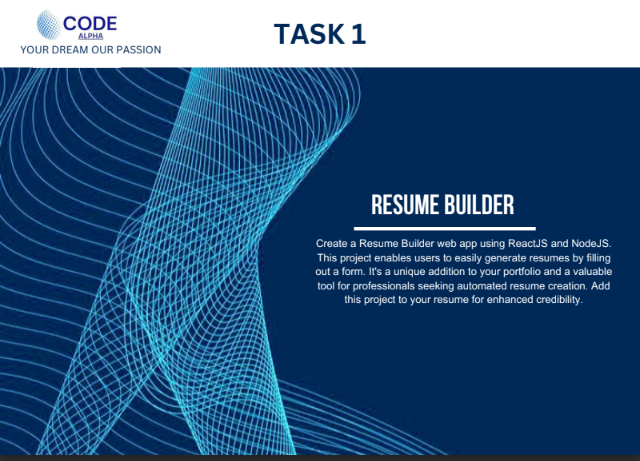 CODE
ALPHA
YOUR DREAM OUR PASSION
TASK 1
RESUME BUILDER
Create a Resume Builder web app using ReactJS and NodeJS.
This project enables users to easily generate resumes by filling
out a form. It's a unique addition to your portfolio and a valuable
tool for professionals seeking automated resume creation. Add
this project to your resume for enhanced credibility.